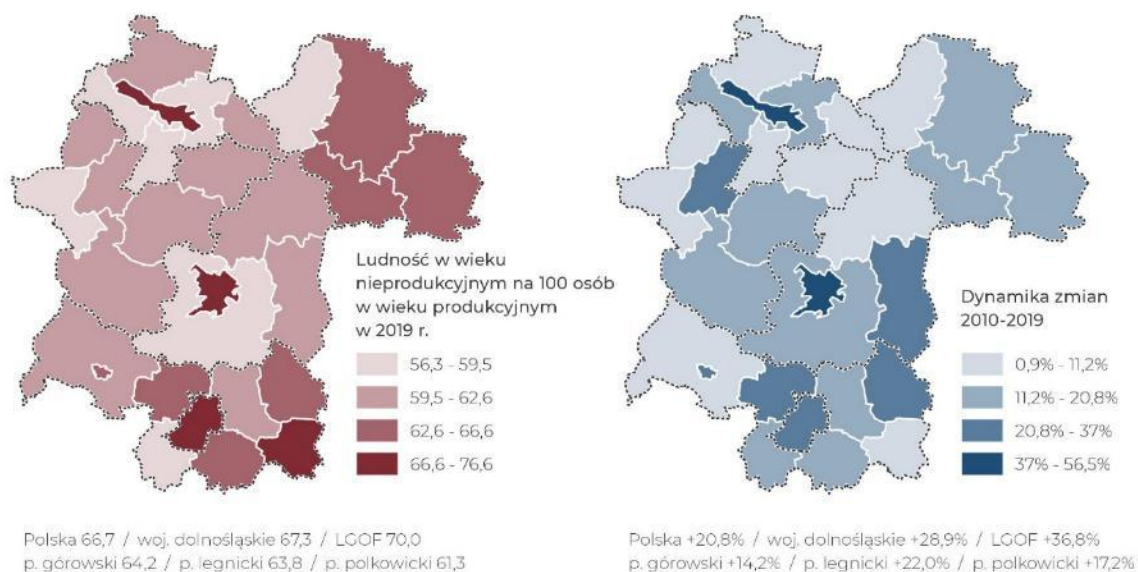 Ludność w wieku
nieprodukcyjnym na 100 osób
w wieku produkcyjnym
w 2019 r.
56,3 - 59,5
59,5 - 62,6
62,6 - 66,6
66,6 - 76,6
Dynamika zmian
2010-2019
0,9% - 11,2%
11,2% - 20,8%
20,8% - 37%
37% - 56,5%
Polska 66,7 / woj. dolnośląskie 67,3 / LGOF 70,0
p. górowski 64,2 / p. legnicki 63,8 / p. polkowicki 61,3
Polska +20,8% / woj. dolnośląskie +28,9% / LGOF +36,8%
p. górowski +14,2% / p. legnicki +22,0% / p. polkowicki +17,2%